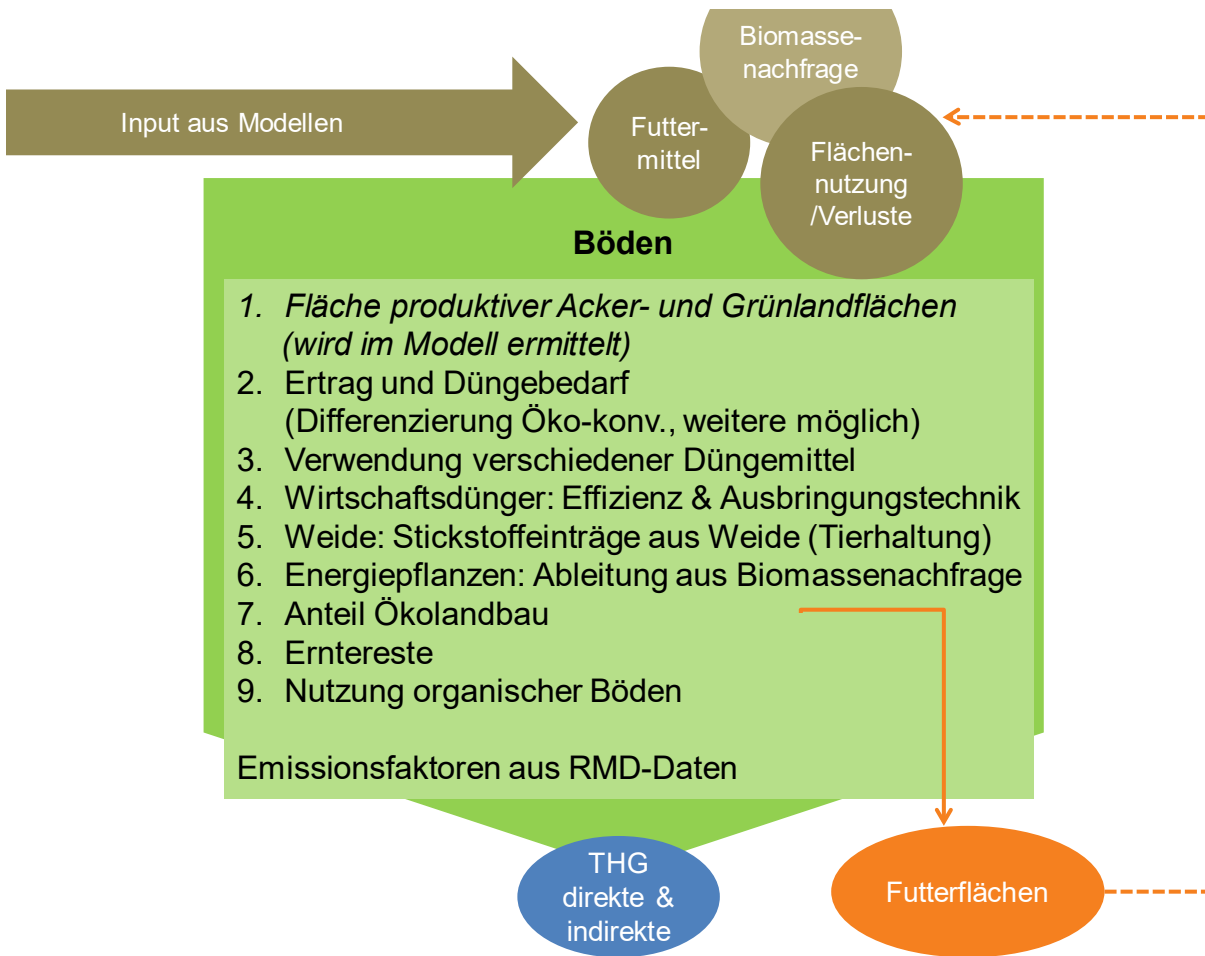 Biomasse-
nachfrage
Input aus Modellen
Futter-
mittel
Flächen-
nutzung
/Verluste
Böden
1. Fläche produktiver Acker- und Grünlandflächen
(wird im Modell ermittelt)
2. Ertrag und Düngebedarf
(Differenzierung Öko-konv., weitere möglich)
3. Verwendung verschiedener Düngemittel
4. Wirtschaftsdünger: Effizienz & Ausbringungstechnik
5. Weide: Stickstoffeinträge aus Weide (Tierhaltung)
6. Energiepflanzen: Ableitung aus Biomassenachfrage
7. Anteil Ökolandbau
8. Erntereste
9. Nutzung organischer Böden
Emissionsfaktoren aus RMD-Daten
THG
direkte &
indirekte
Futterflächen